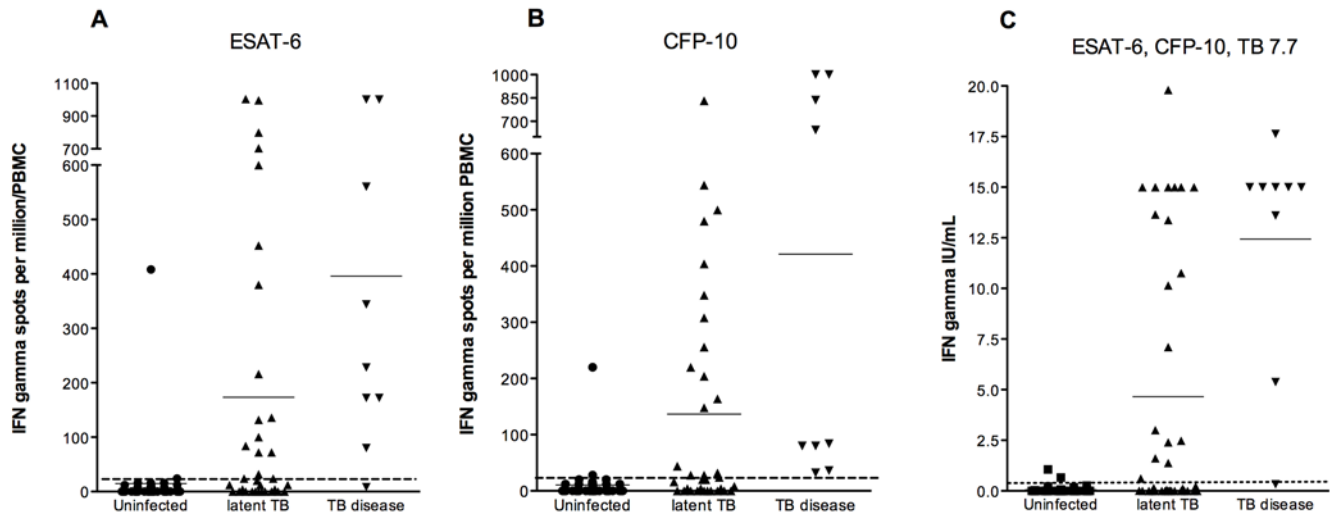 A
ESAT-6
IFN gamma spots per million/PBMC
1100
900
700
600
500
400
300
200
100
0
Uninfected
latent TB
TB disease
B
CFP-10
IFN gamma spots per million PBMC
1000
850
700
600
500
400
300
200
100
0
Uninfected
latent TB
TB disease
C
ESAT-6, CFP-10, TB 7.7
IFN gamma IU/mL
20.0
17.5
15.0
12.5
10.0
7.5
5.0
2.5
0.0
Uninfected
latent TB
TB disease